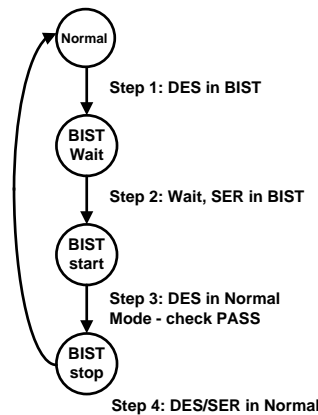 Normal
Step 1: DES in BIST
BIST
Wait
Step 2: Wait, SER in BIST
BIST
start
Step 3: DES in Normal
Mode - check PASS
BIST
stop
Step 4: DES/SER in Normal